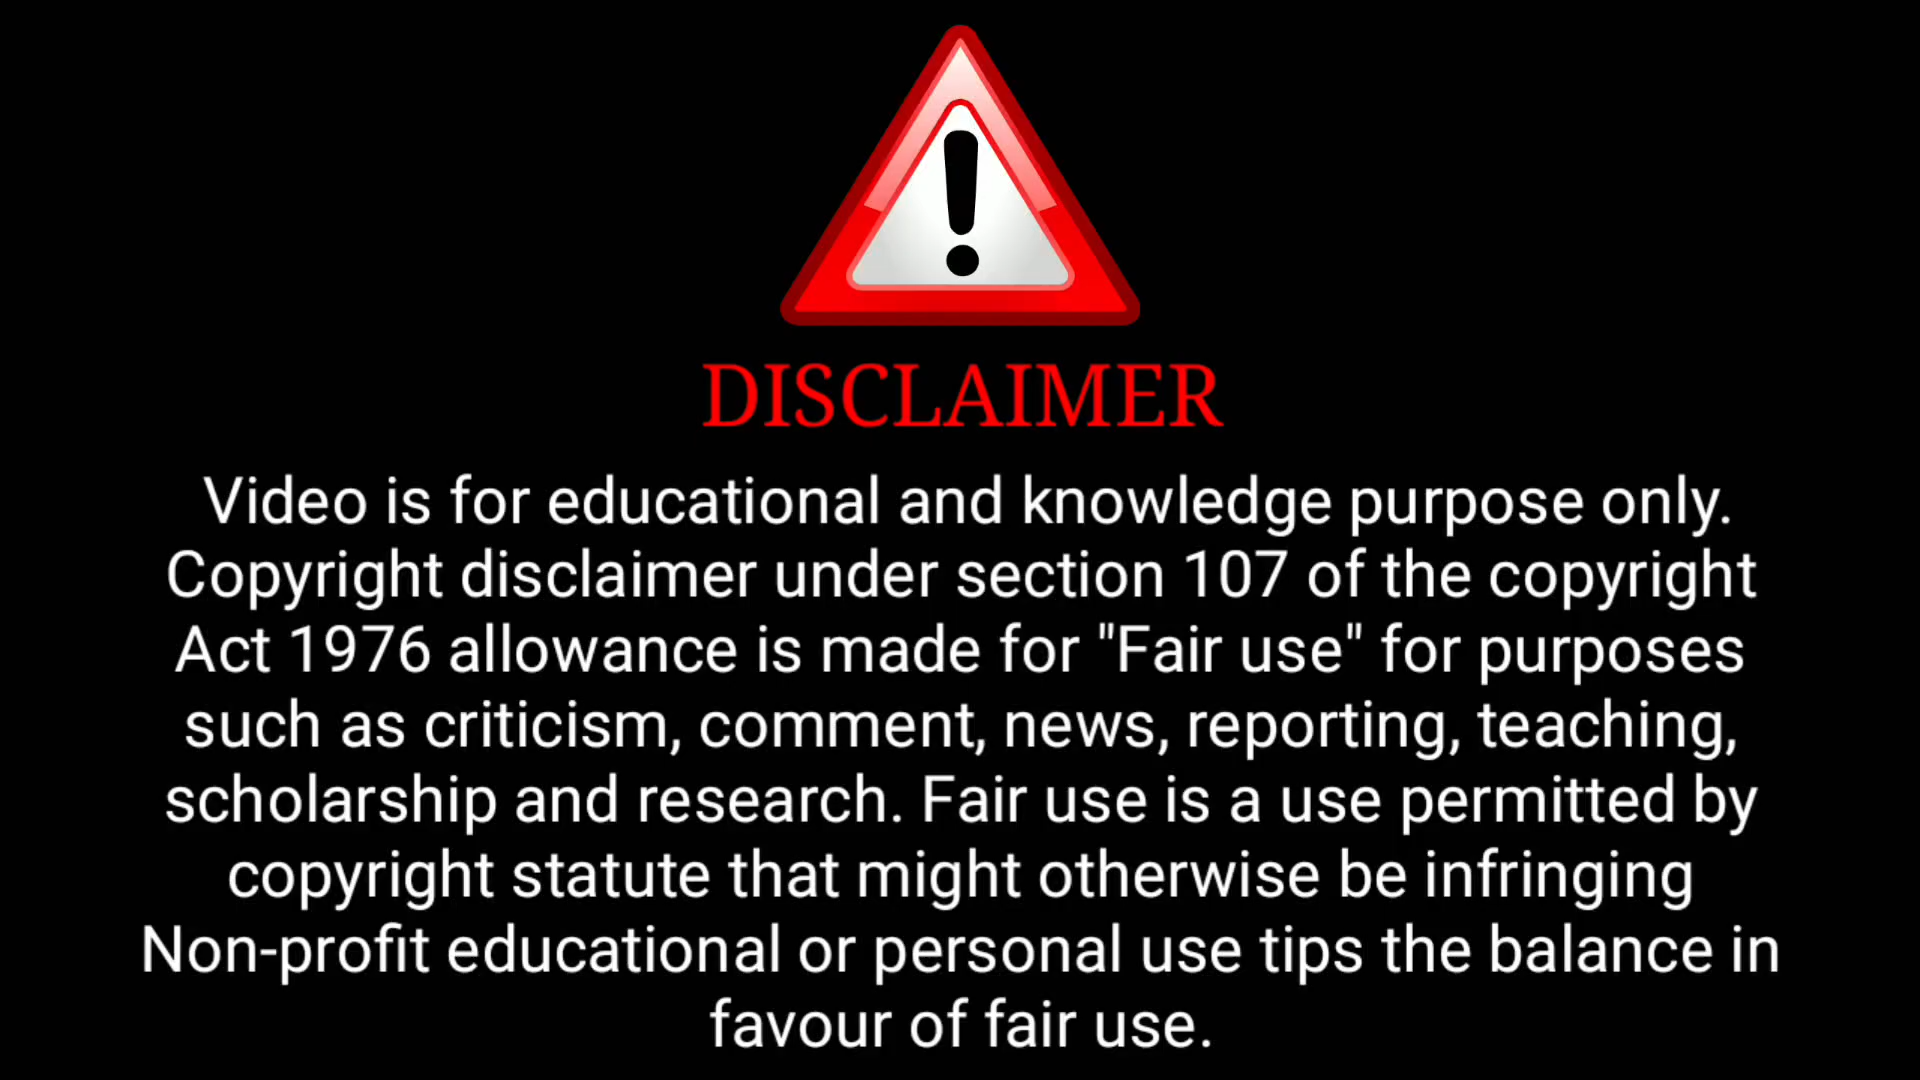 DISCLAIMER
Video is for educational and knowledge purpose only.
Copyright disclaimer under section 107 of the copyright
Act 1976 allowance is made for "Fair use" for purposes
such as criticism, comment, news, reporting, teaching,
scholarship and research. Fair use is a use permitted by
copyright statute that might otherwise be infringing
Non-profit educational or personal use tips the balance in
favour of fair use.